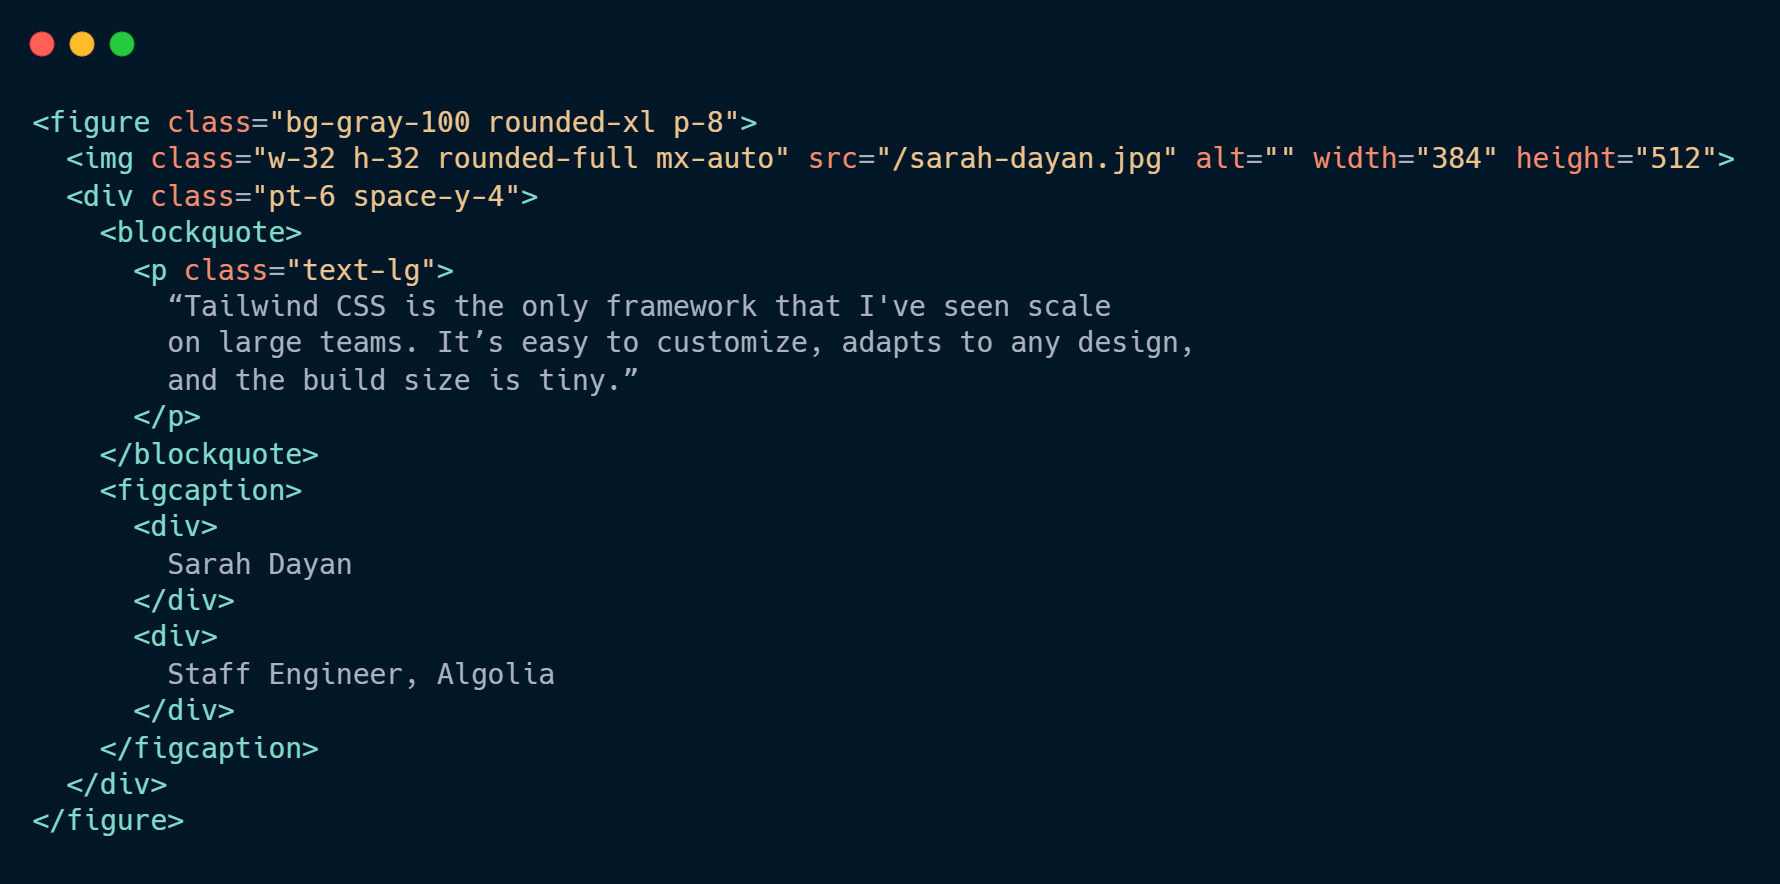 <figure class="bg-gray-100 rounded-xl p-8">
  <img class="w-32 h-32 rounded-full mx-auto" src="/sarah-dayan.jpg" alt="" width="384" height="512">
  <div class="pt-6 space-y-4">
    <blockquote>
      <p class="text-lg">
        “Tailwind CSS is the only framework that I've seen scale
        on large teams. It’s easy to customize, adapts to any design,
        and the build size is tiny.”
      </p>
    </blockquote>
    <figcaption>
      <div>
        Sarah Dayan
      </div>
      <div>
        Staff Engineer, Algolia
      </div>
    </figcaption>
  </div>
</figure>